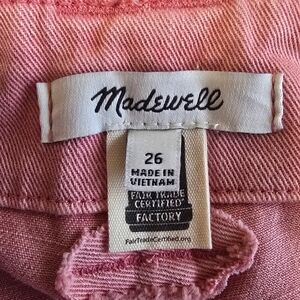 Madewell
26
MADE IN
VIETNAM
FAIR TRADE
CERTIFIED
FACTORY
FairTradeCertified.org